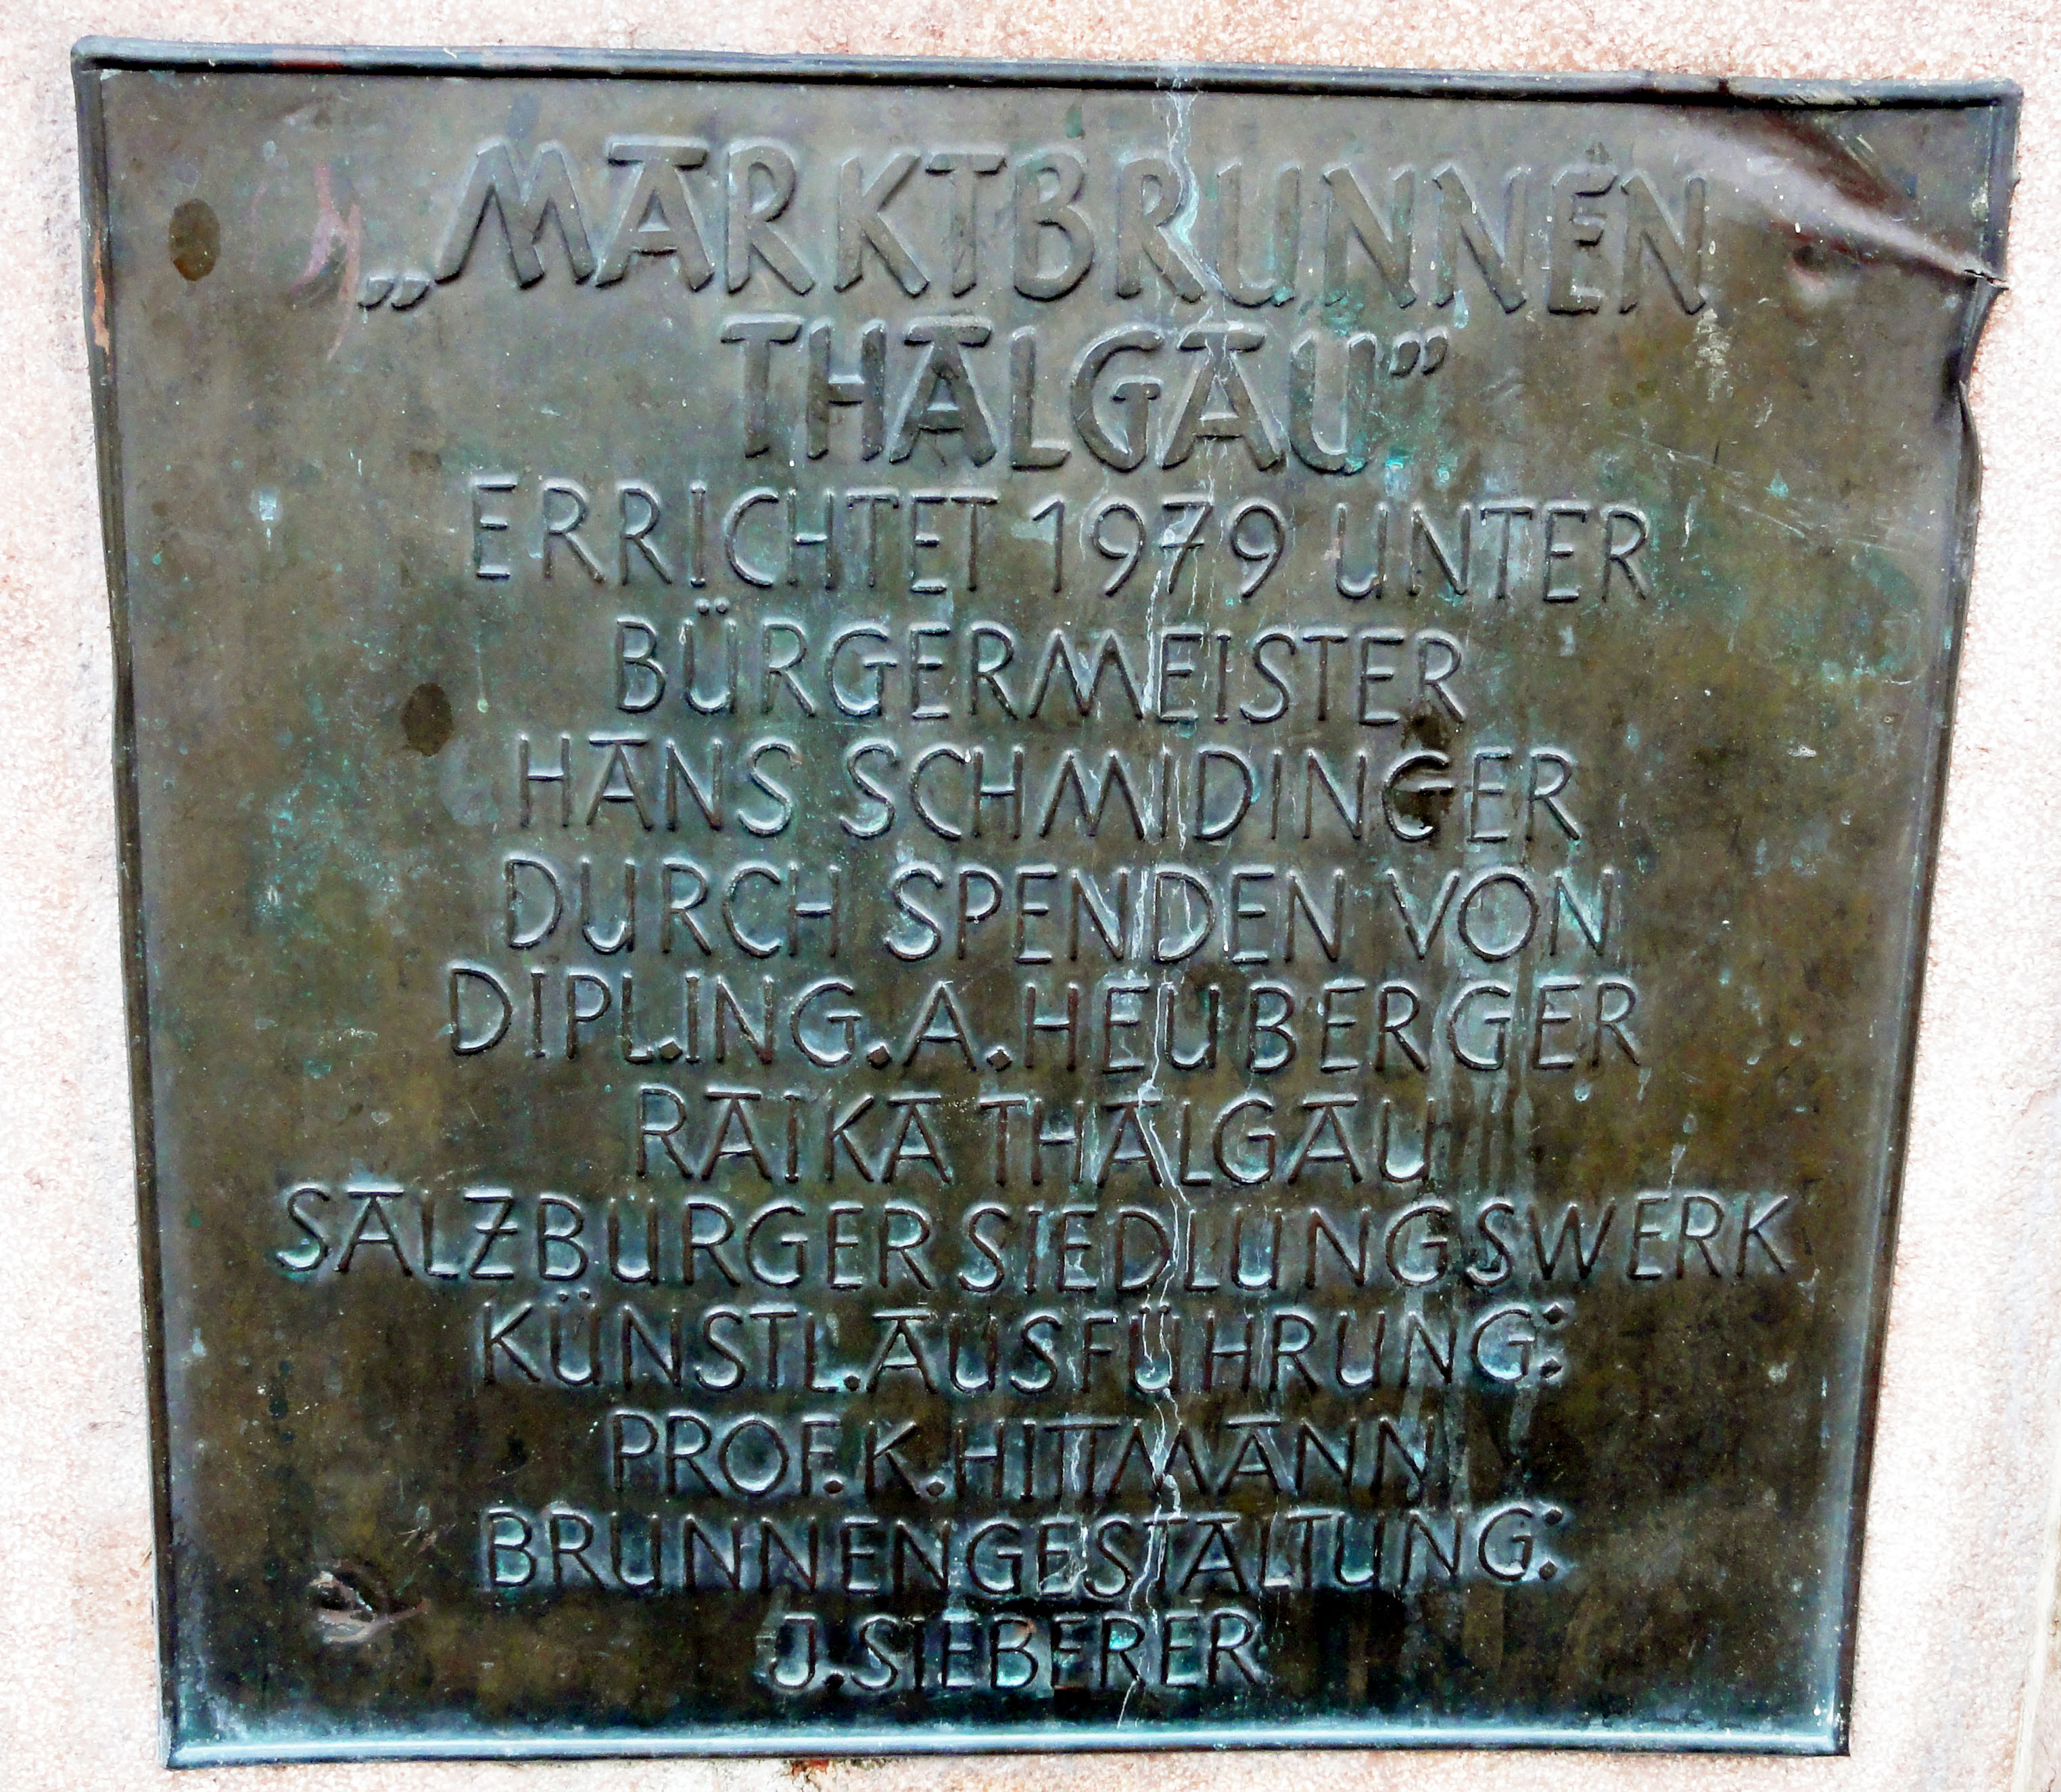 „MARKTBRUNNEN
THALGAU”
ERRICHTET 1979 UNTER
BÜRGERMEISTER
HANS SCHMIDINGER
DURCH SPENDEN VON
DIPL.ING.A.HEUBERGER
RAIKA THALGAU
SALZBURGER SIEDLUNGSWERK
KÜNSTL.AUSFÜHRUNG:
PROF.K.HITTMANN
BRUNNENGESTALTUNG:
J.SIEBERER